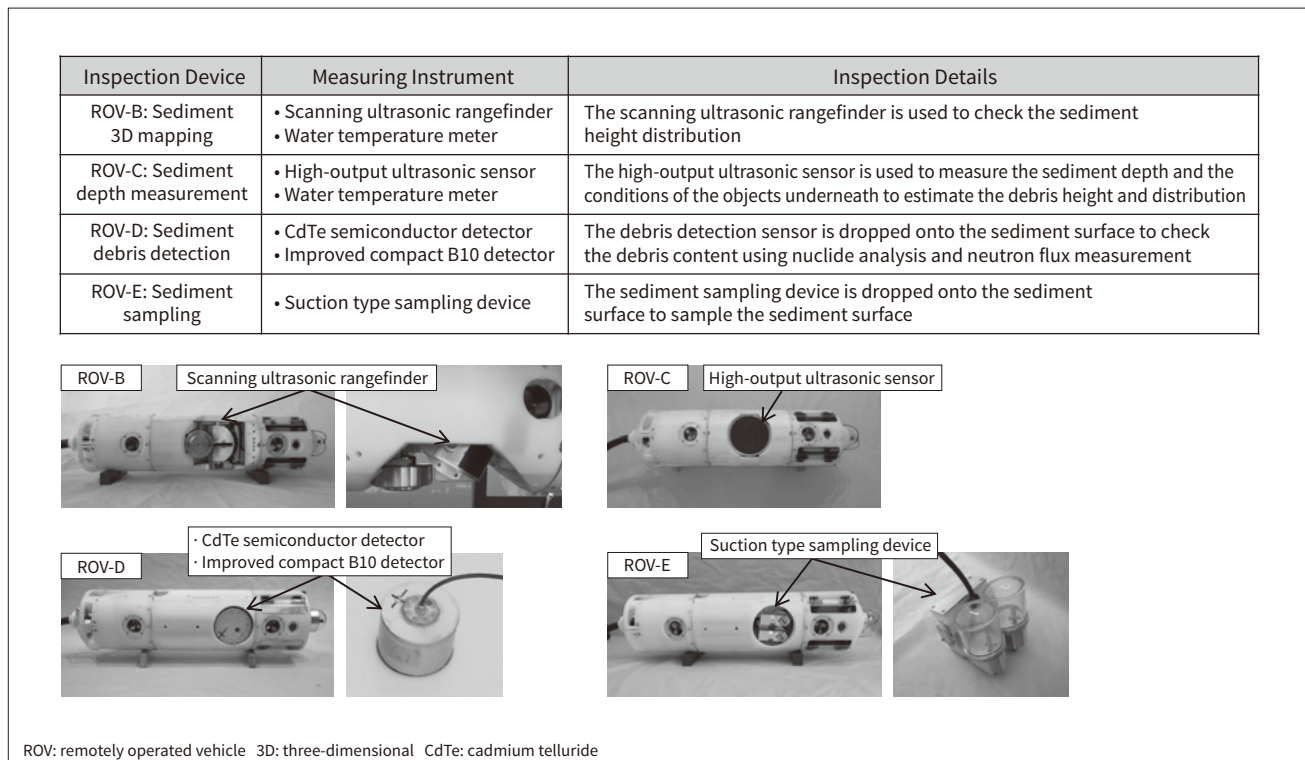 Inspection Device Measuring Instrument Inspection Details
ROV-B: Sediment
3D mapping
• Scanning ultrasonic rangefinder
• Water temperature meter
The scanning ultrasonic rangefinder is used to check the sediment
height distribution
ROV-C: Sediment
depth measurement
• High-output ultrasonic sensor
• Water temperature meter
The high-output ultrasonic sensor is used to measure the sediment depth and the
conditions of the objects underneath to estimate the debris height and distribution
ROV-D: Sediment
debris detection
• CdTe semiconductor detector
• Improved compact B10 detector
The debris detection sensor is dropped onto the sediment surface to check
the debris content using nuclide analysis and neutron flux measurement
ROV-E: Sediment
sampling
• Suction type sampling device
The sediment sampling device is dropped onto the sediment
surface to sample the sediment surface
ROV-B
Scanning ultrasonic rangefinder
ROV-C
High-output ultrasonic sensor
· CdTe semiconductor detector
· Improved compact B10 detector
ROV-D
Suction type sampling device
ROV-E
ROV: remotely operated vehicle 3D: three-dimensional CdTe: cadmium telluride